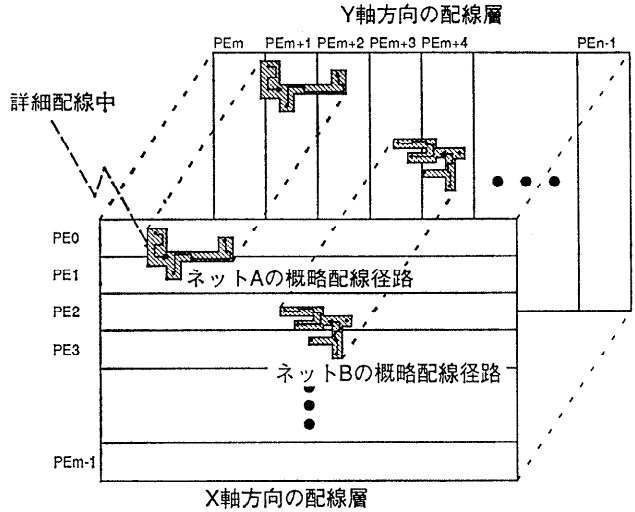 Y軸方向の配線層
PEm PEm+1 PEm+2 PEm+3 PEm+4 PEn-1
詳細配線中
PE0
PE1
ネットAの概略配線径路
PE2
PE3
ネットBの概略配線径路
PEm-1
X軸方向の配線層